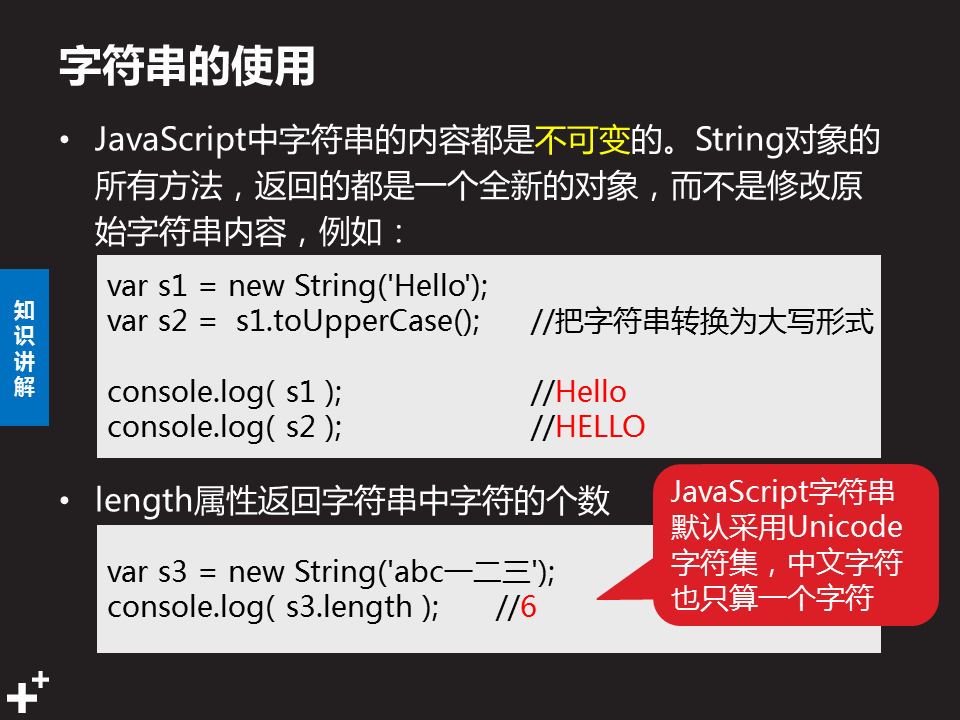 字符串的使用
• JavaScript中字符串的内容都是不可变的。String对象的
所有方法，返回的都是一个全新的对象，而不是修改原
始字符串内容，例如：
var s1 = new String('Hello');
var s2 =  s1.toUpperCase(); //把字符串转换为大写形式
console.log( s1 ); //Hello
console.log( s2 ); //HELLO
知
识
讲
解
• length属性返回字符串中字符的个数
var s3 = new String('abc一二三');
console.log( s3.length ); //6
JavaScript字符串
默认采用Unicode
字符集，中文字符
也只算一个字符